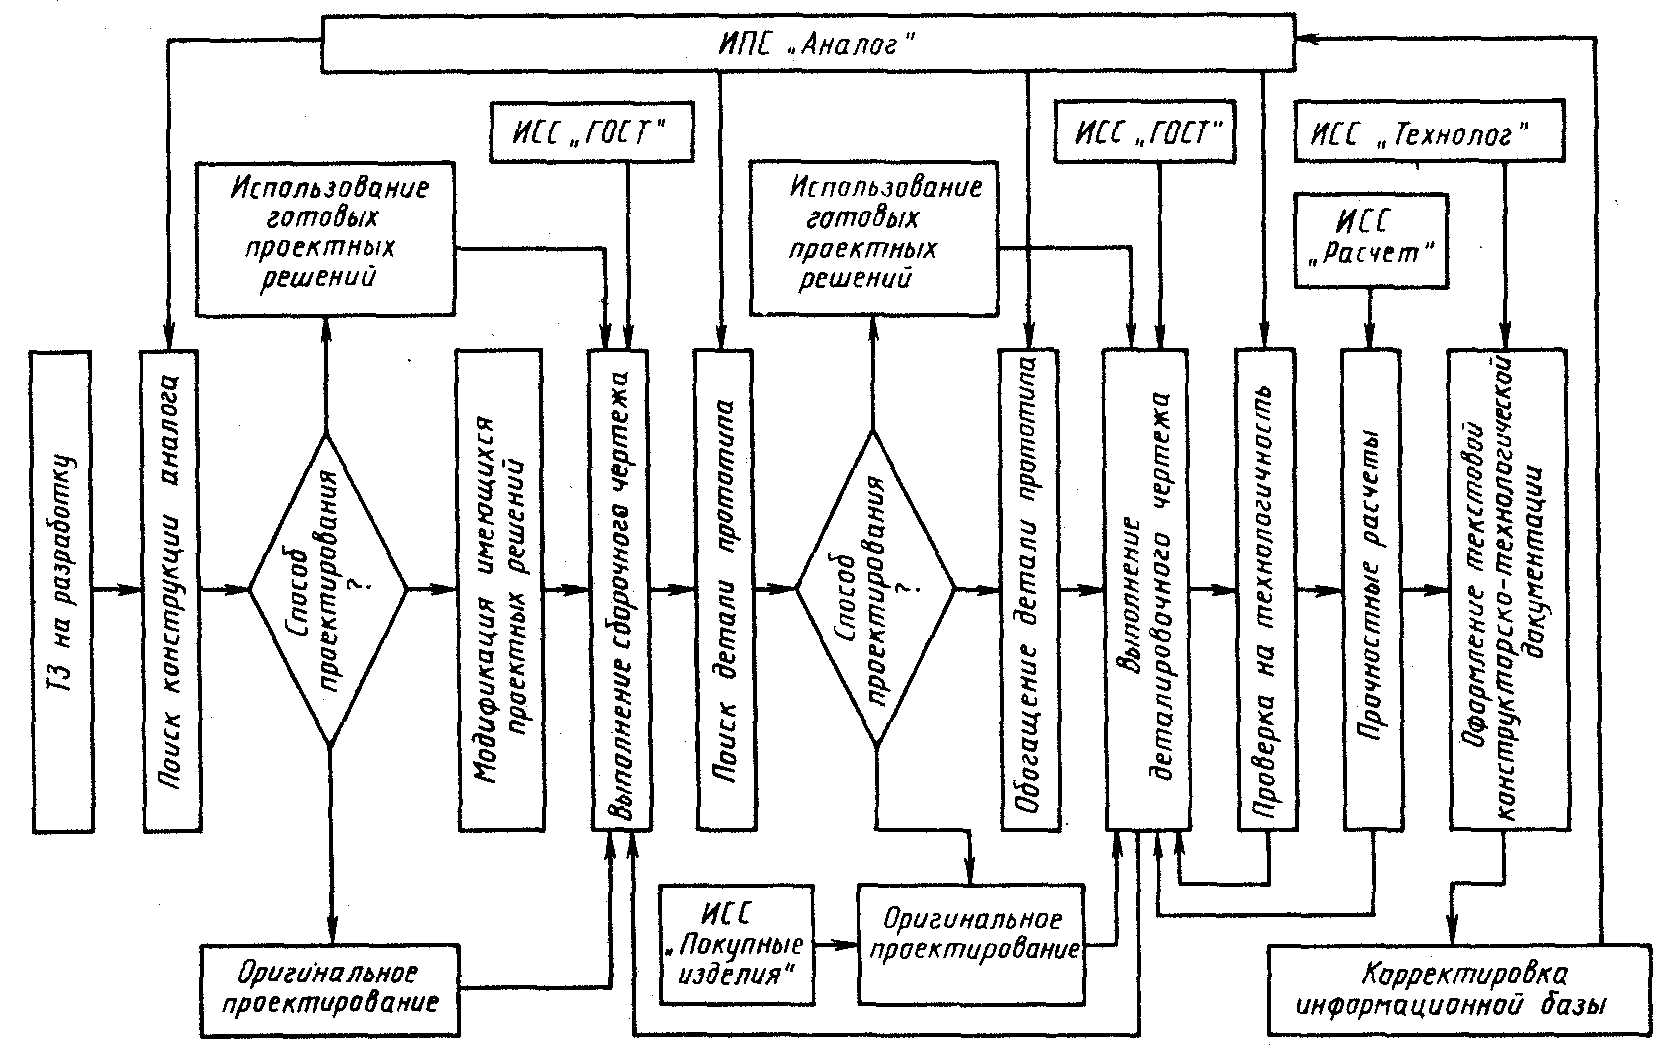 ИПС „Аналог"
ИСС „ГОСТ"
ИСС „ГОСТ"
ИСС „Технолог"
Использование
готовых
проектных
решений
Использование
готовых
проектных
решений
ИСС
„Расчет"
ТЗ на разработку
Поиск конструкции аналога
Способ
проектирования
?
Модификация имеющихся
проектных решений
Выполнение сборочного чертежа
Поиск детали прототипа
Способ
проектирования
?
Обогащение детали прототипа
Выполнение
деталировочного чертежа
Проверка на технологичность
Прочностные расчеты
Оформление текстовой
конструкторско-технологической
документации
Оригинальное
проектирование
ИСС
„Покупные
изделия"
Оригинальное
проектирование
Корректировка
информационной базы